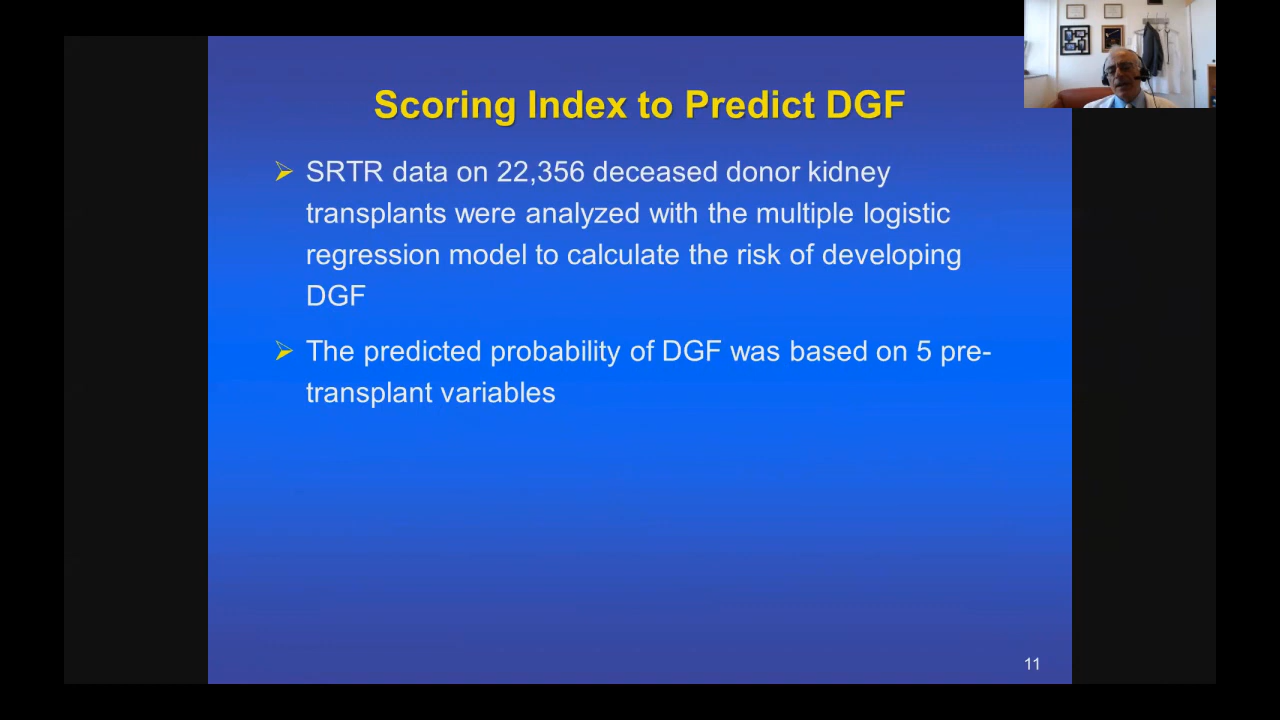 Scoring Index to Predict DGF
SRTR data on 22,356 deceased donor kidney
transplants were analyzed with the multiple logistic
regression model to calculate the risk of developing
DGF
The predicted probability of DGF was based on 5 pre-
transplant variables
11